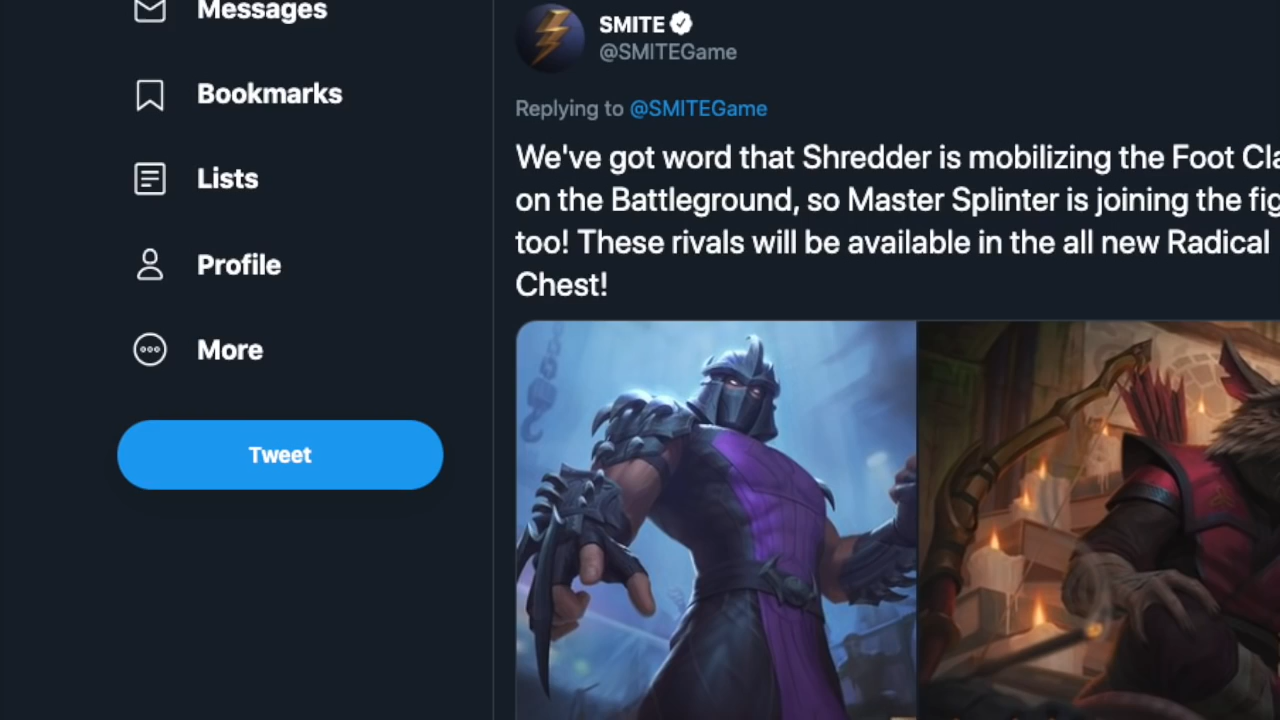 Messages
Bookmarks
Lists
Profile
More
Tweet
SMITE
@SMITEGame
Replying to @SMITEGame
We've got word that Shredder is mobilizing the Foot
on the Battleground, so Master Splinter is joining the
too! These rivals will be available in the all new Radical
Chest!